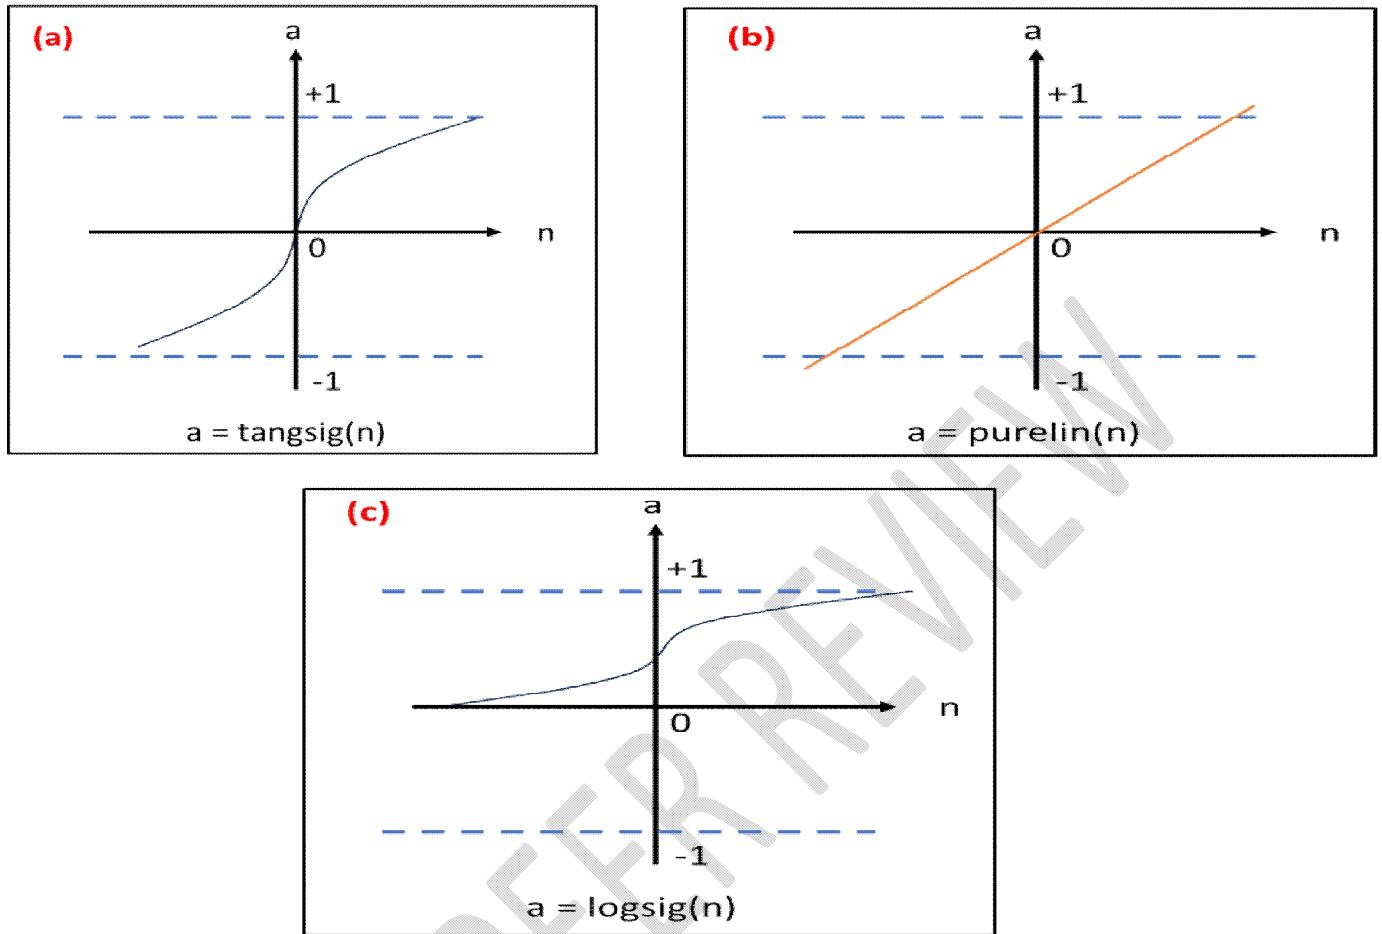 (a)
a
+1
n
0
-1
a = tangsig(n)
(b)
a
+1
n
0
-1
a = purelin(n)
(c)
a
+1
n
0
-1
a = logsig(n)
PEER REVIEW